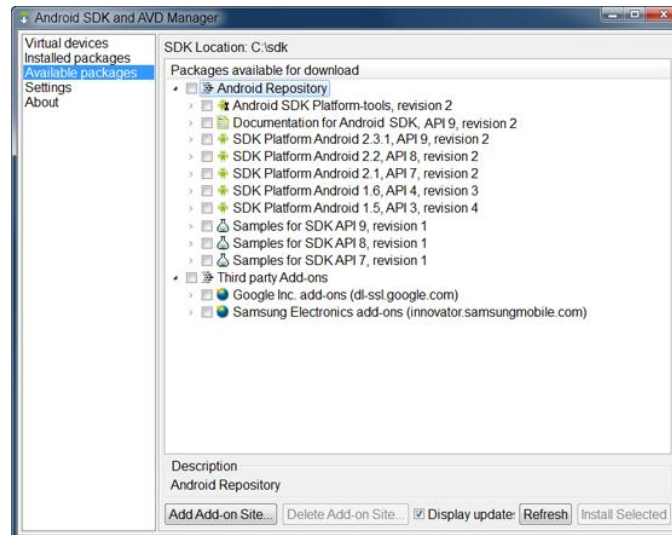 Android SDK and AVD Manager
Virtual devices
Installed packages
Available packages
Settings
About
SDK Location: C:\sdk
Packages available for download
Android Repository
Android SDK Platform-tools, revision 2
Documentation for Android SDK, API 9, revision 2
SDK Platform Android 2.3.1, API 9, revision 2
SDK Platform Android 2.2, API 8, revision 2
SDK Platform Android 2.1, API 7, revision 2
SDK Platform Android 1.6, API 4, revision 3
SDK Platform Android 1.5, API 3, revision 4
Samples for SDK API 9, revision 1
Samples for SDK API 8, revision 1
Samples for SDK API 7, revision 1
Third party Add-ons
Google Inc. add-ons (dl-ssl.google.com)
Samsung Electronics add-ons (innovator.samsungmobile.com)
Description
Android Repository
Add Add-on Site... Delete Add-on Site... Display update: Refresh Install Selected